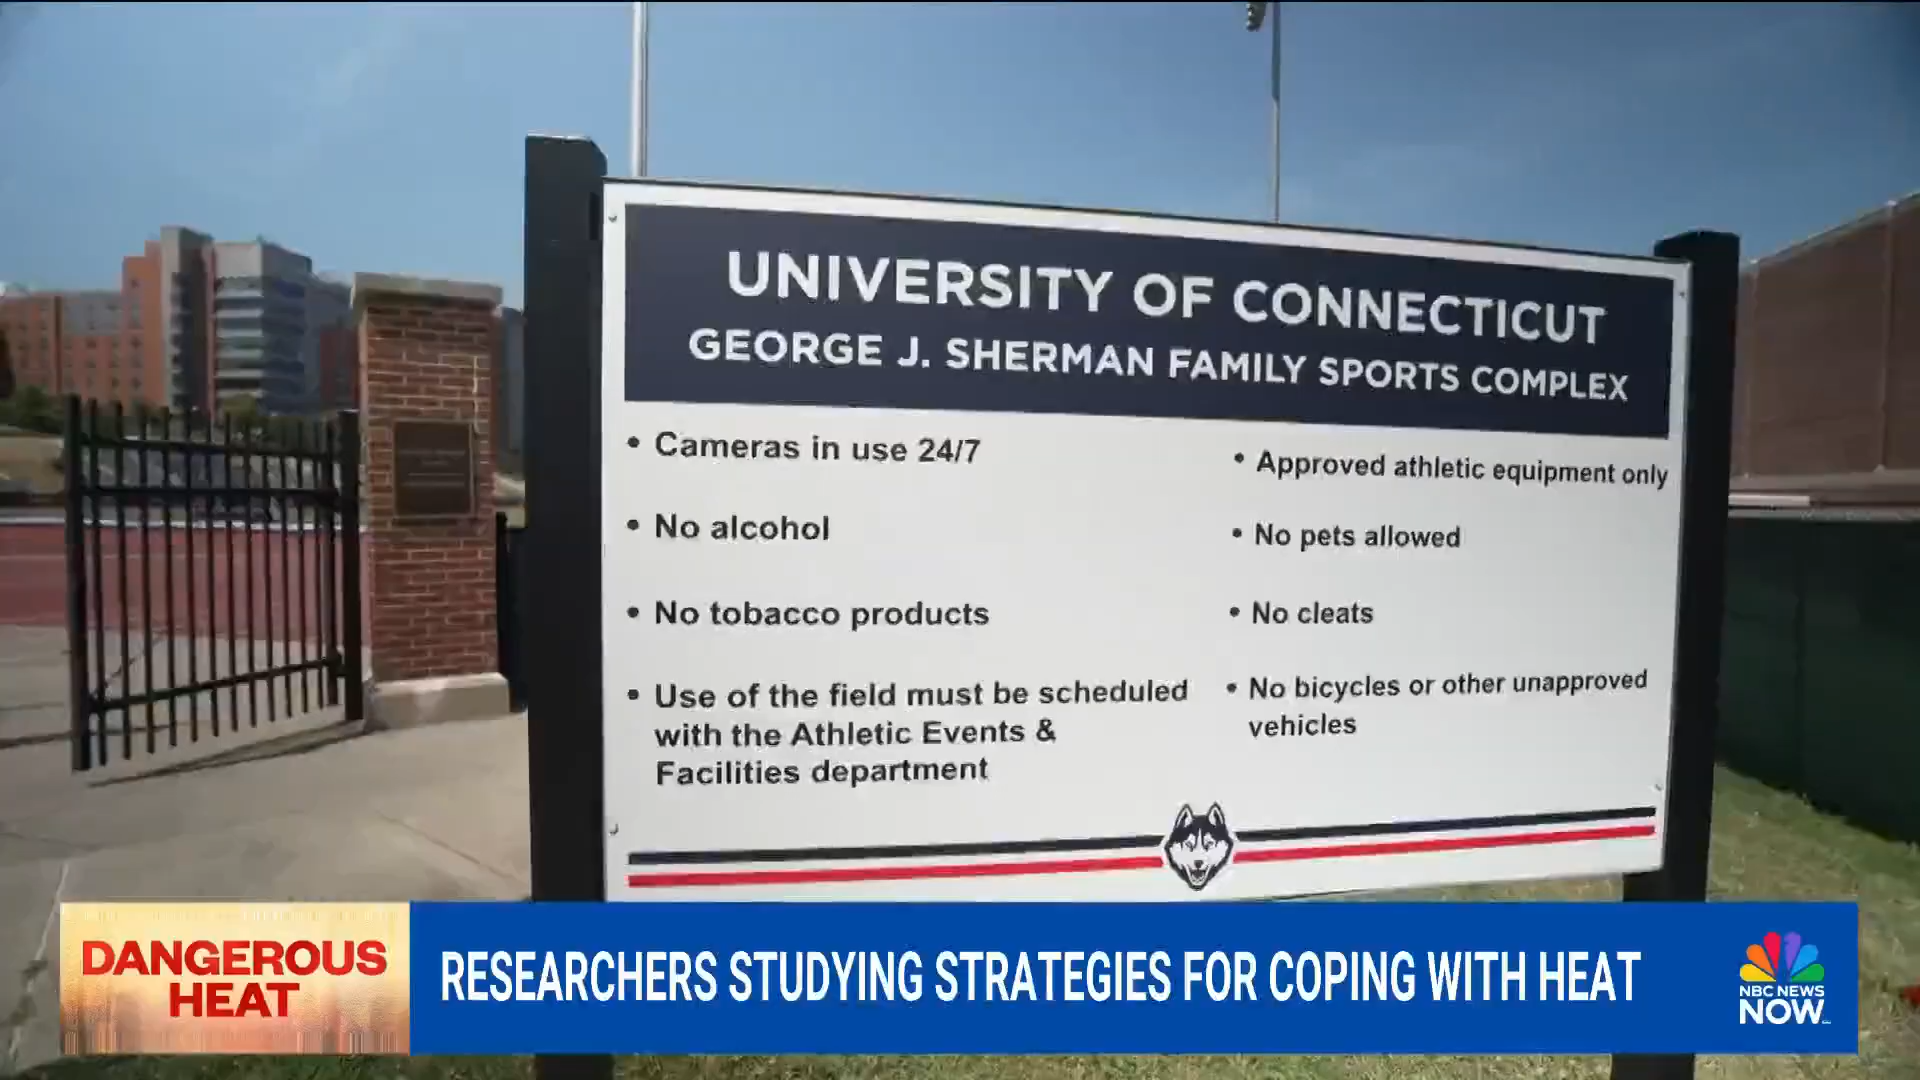 UNIVERSITY OF CONNECTICUT
GEORGE J. SHERMAN FAMILY SPORTS COMPLEX
• Cameras in use 24/7
• No alcohol
• No tobacco products
• Use of the field must be scheduled
with the Athletic Events &
Facilities department
• Approved athletic equipment only
• No pets allowed
• No cleats
• No bicycles or other unapproved
vehicles
DANGEROUS
HEAT
RESEARCHERS STUDYING STRATEGIES FOR COPING WITH HEAT
NBC NEWS
NOW